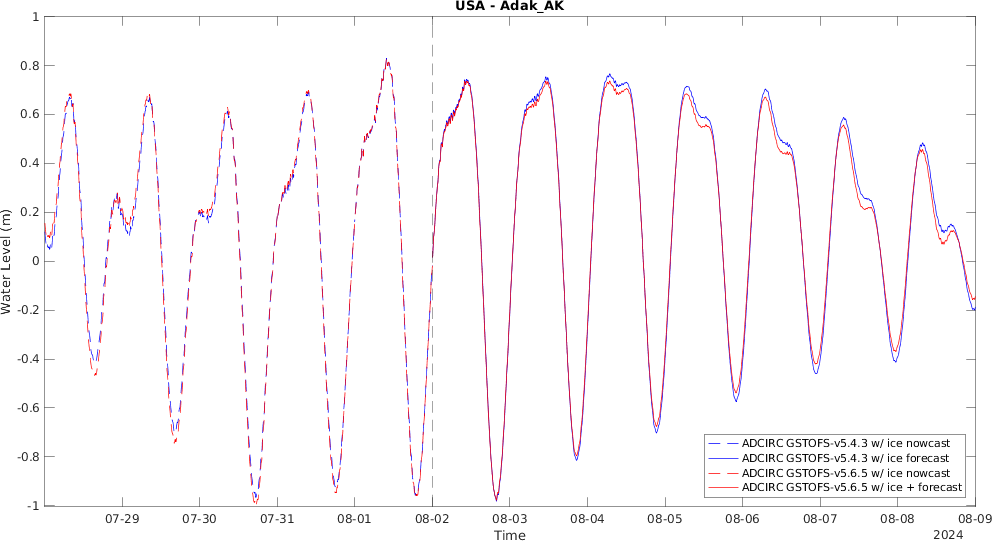 USA - Adak_AK
1
0.8
0.6
0.4
0.2
0
-0.2
-0.4
-0.6
-0.8
-1
Water Level (m)
ADCIRC GSTOFS-v5.4.3 w/ ice nowcast
ADCIRC GSTOFS-v5.4.3 w/ ice forecast
ADCIRC GSTOFS-v5.6.5 w/ ice nowcast
ADCIRC GSTOFS-v5.6.5 w/ ice + forecast
07-29 07-30 07-31 08-01 08-02 08-03 08-04 08-05 08-06 08-07 08-08 08-09
Time
2024